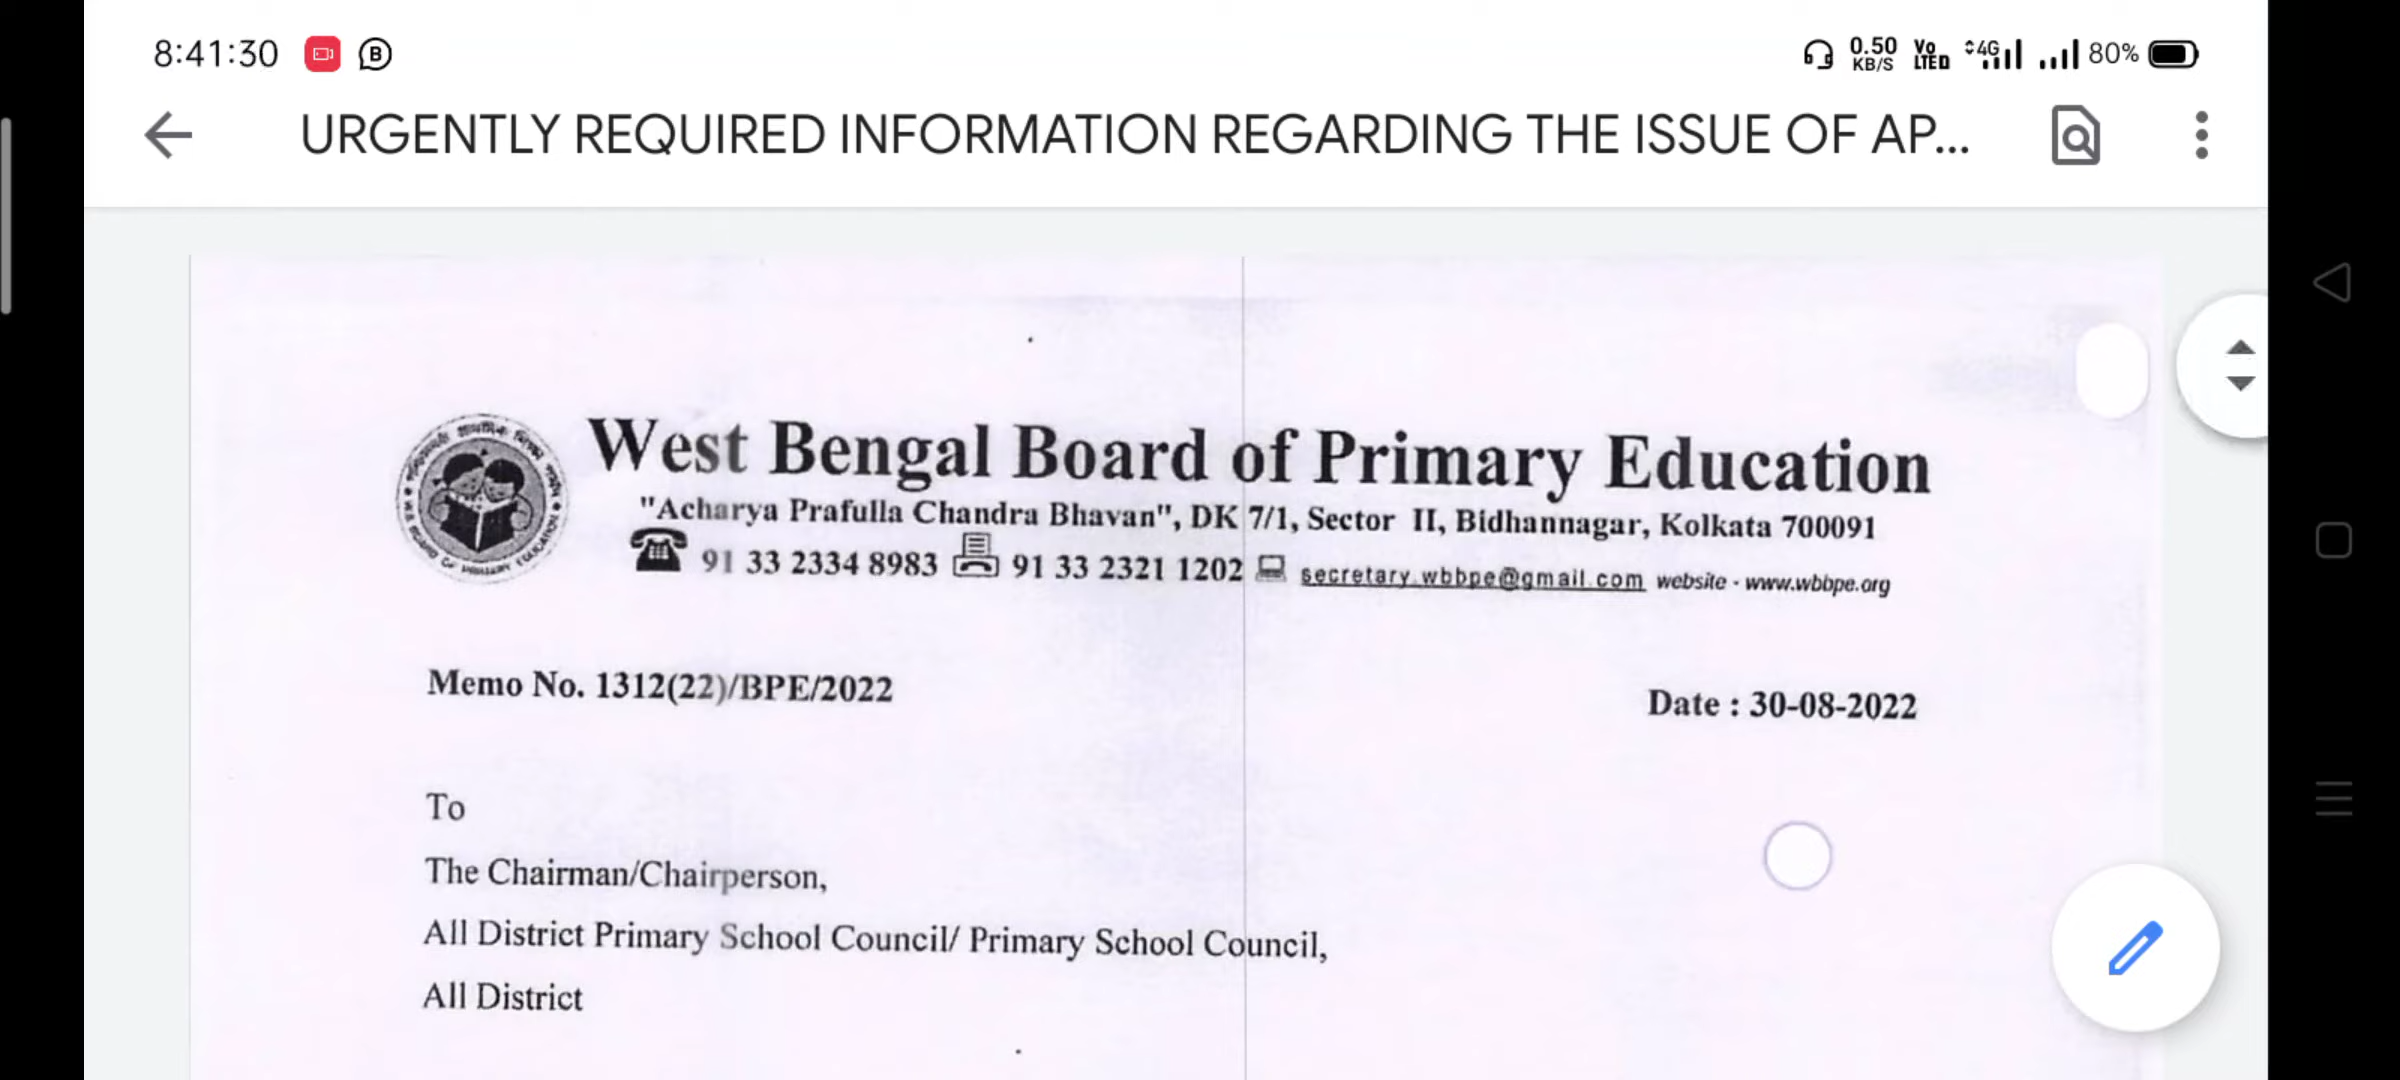 8:41:30 B 0.50 KB/S Vo LTE 4G 80%
URGENTLY REQUIRED INFORMATION REGARDING THE ISSUE OF AP...
West Bengal Board of Primary Education
"Acharya Prafulla Chandra Bhavan", DK 7/1, Sector II, Bidhannagar, Kolkata 700091
91 33 2334 8983 91 33 2321 1202 secretary.wbbpe@gmail.com website - www.wbbpe.org
Memo No. 1312(22)/BPE/2022 Date : 30-08-2022
To
The Chairman/Chairperson,
All District Primary School Council/ Primary School Council,
All District